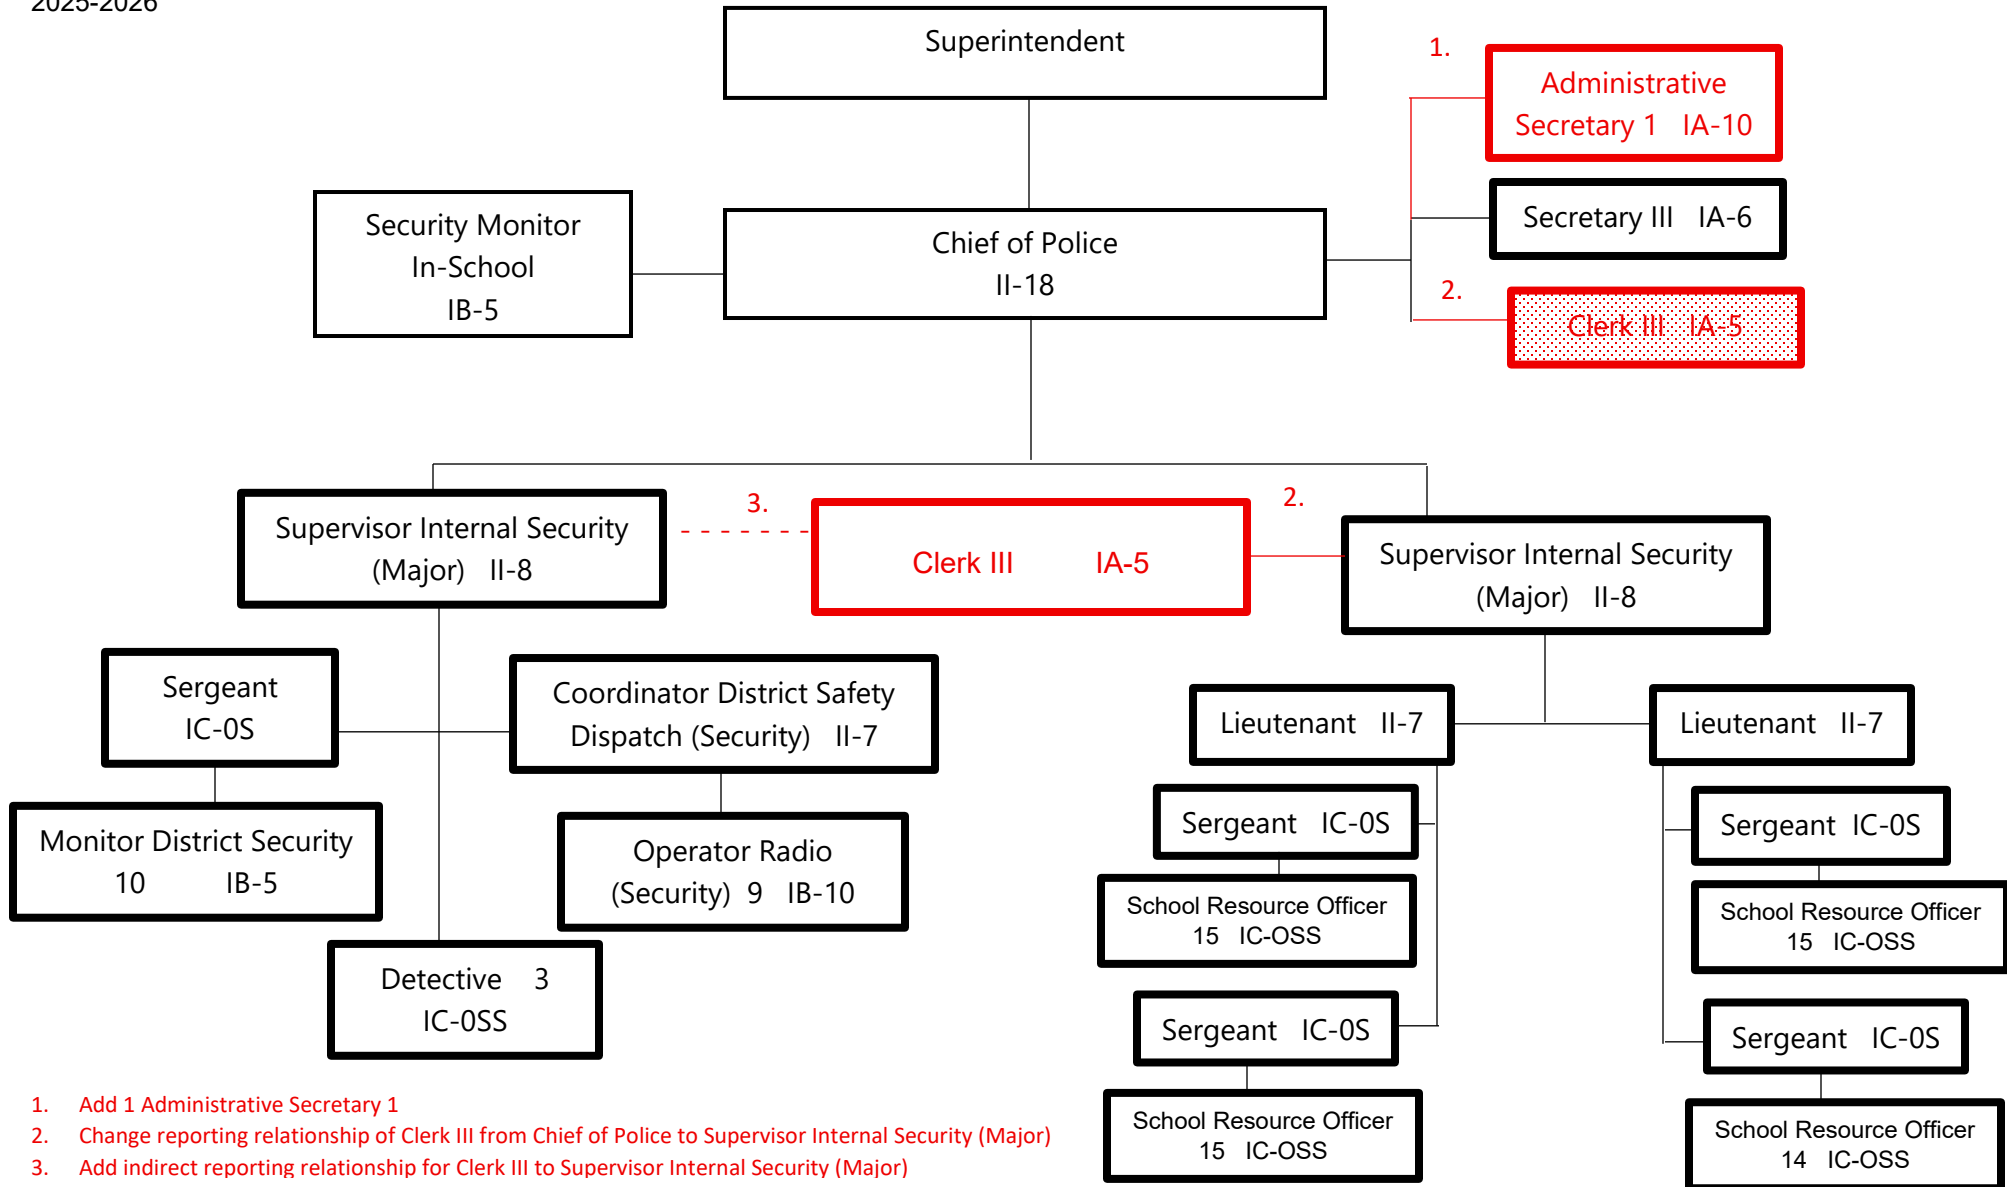 2025-2026
Superintendent
1.
Administrative
Secretary 1 IA-10
Security Monitor
In-School
IB-5
Chief of Police
II-18
Secretary III IA-6
2.
Clerk III IA-5
Supervisor Internal Security
(Major) II-8
3.
Clerk III IA-5
2.
Supervisor Internal Security
(Major) II-8
Sergeant
IC-0S
Coordinator District Safety
Dispatch (Security) II-7
Lieutenant II-7
Lieutenant II-7
Monitor District Security
10 IB-5
Operator Radio
(Security) 9 IB-10
Sergeant IC-0S
Sergeant IC-0S
School Resource Officer
15 IC-OSS
School Resource Officer
15 IC-OSS
Detective 3
IC-0SS
Sergeant IC-0S
Sergeant IC-0S
School Resource Officer
15 IC-OSS
School Resource Officer
14 IC-OSS
1. Add 1 Administrative Secretary 1
2. Change reporting relationship of Clerk III from Chief of Police to Supervisor Internal Security (Major)
3. Add indirect reporting relationship for Clerk III to Supervisor Internal Security (Major)